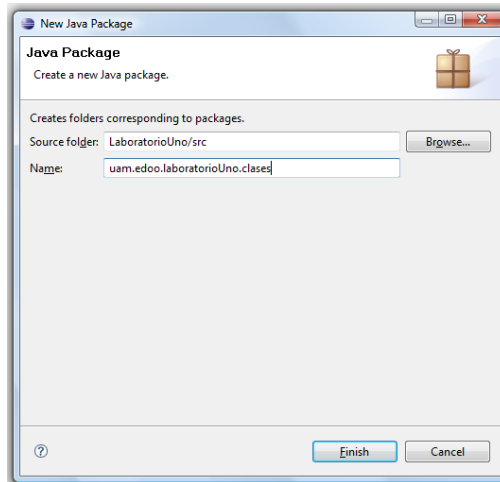 New Java Package
Java Package
Create a new Java package.
Creates folders corresponding to packages.
Source folder: LaboratorioUno/src Browse...
Name: uam.edoo.laboratorioUno.clases
? Finish Cancel